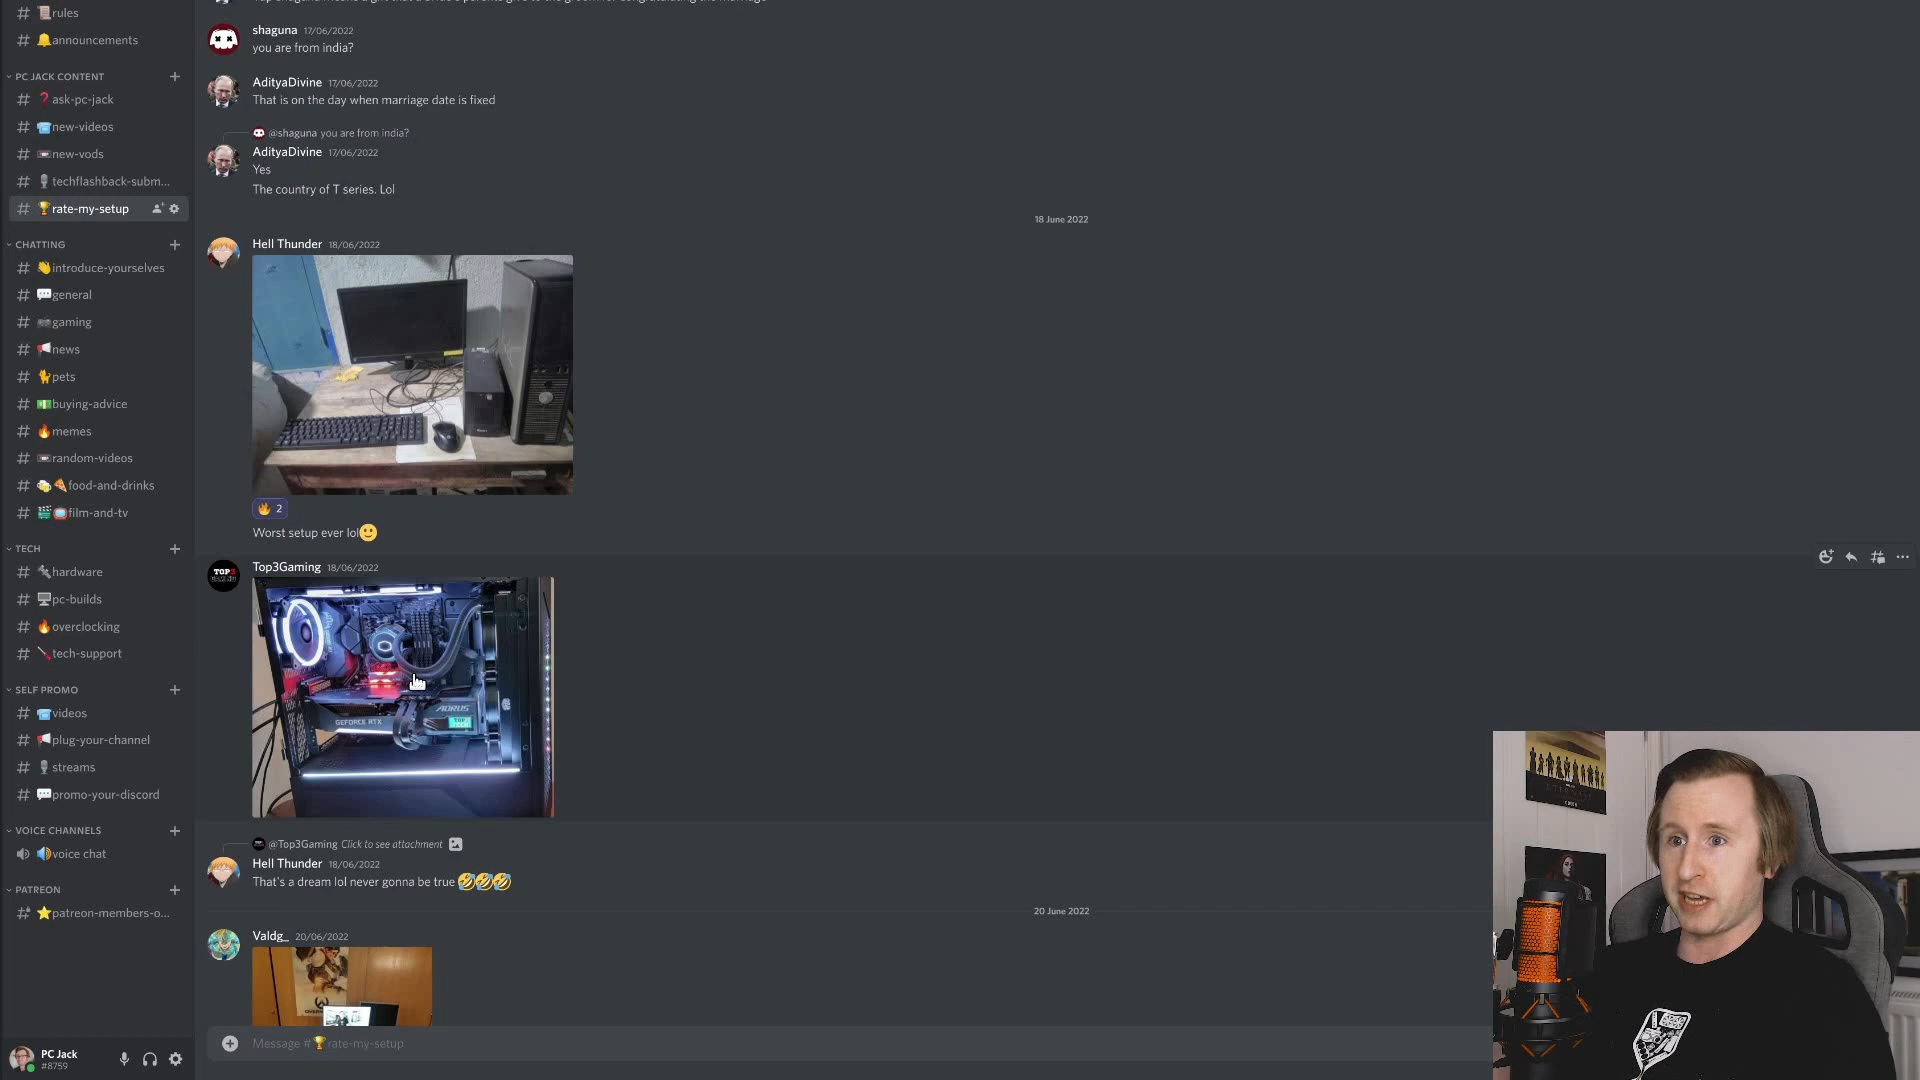 rules
announcements
PC JACK CONTENT
ask-pc-jack
new-videos
new-vods
techflashback-subm...
rate-my-setup
CHATTING
introduce-yourselves
general
gaming
news
pets
buying-advice
memes
random-videos
food-and-drinks
film-and-tv
TECH
hardware
pc-builds
overclocking
tech-support
SELF PROMO
videos
plug-your-channel
streams
promo-your-discord
VOICE CHANNELS
voice chat
PATREON
patreon-members-o...
PC Jack
#8759
shaguna 17/06/2022
you are from india?
AdityaDivine 17/06/2022
That is on the day when marriage date is fixed
@shaguna you are from india?
AdityaDivine 17/06/2022
Yes
The country of T series. Lol
18 June 2022
Hell Thunder 18/06/2022
2
Worst setup ever lol
Top3Gaming 18/06/2022
TOP3
GEFORCE RTX
AORUS
@Top3Gaming Click to see attachment
Hell Thunder 18/06/2022
That's a dream lol never gonna be true
20 June 2022
Valdg_ 20/06/2022
Message #rate-my-setup